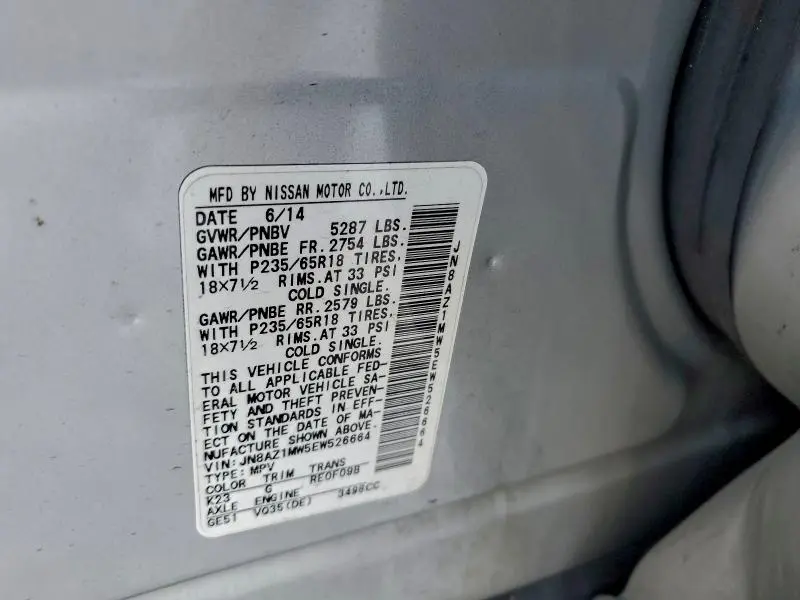 MFD BY NISSAN MOTOR CO.,LTD.
DATE 6/14
GVWR/PNBV 5287 LBS.
GAWR/PNBE FR. 2754 LBS.
WITH P235/65R18 TIRES,
18X7½ RIMS.AT 33 PSI
COLD SINGLE.
GAWR/PNBE RR. 2579 LBS.
WITH P235/65R18 TIRES,
18X7½ RIMS.AT 33 PSI
COLD SINGLE.
THIS VEHICLE CONFORMS
TO ALL APPLICABLE FED-
ERAL MOTOR VEHICLE SA-
FETY AND THEFT PREVEN-
TION STANDARDS IN EFF-
ECT ON THE DATE OF MA-
NUFACTURE SHOWN ABOVE.
VIN: JN8AZ1MW5EW526664
TYPE: MPV
COLOR TRIM TRANS
K23 G RE0F09B
AXLE ENGINE
GE51 VQ35(DE) 3498CC
JN8AZ1MW5EW526664